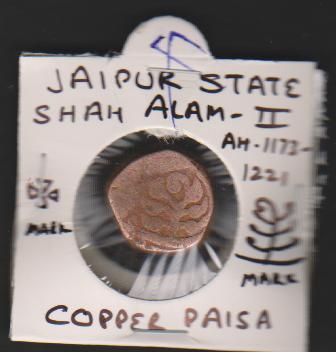 JAIPUR STATE
SHAH ALAM-II
AH-1173-
1221
MARK
MARK
COPPER PAISA